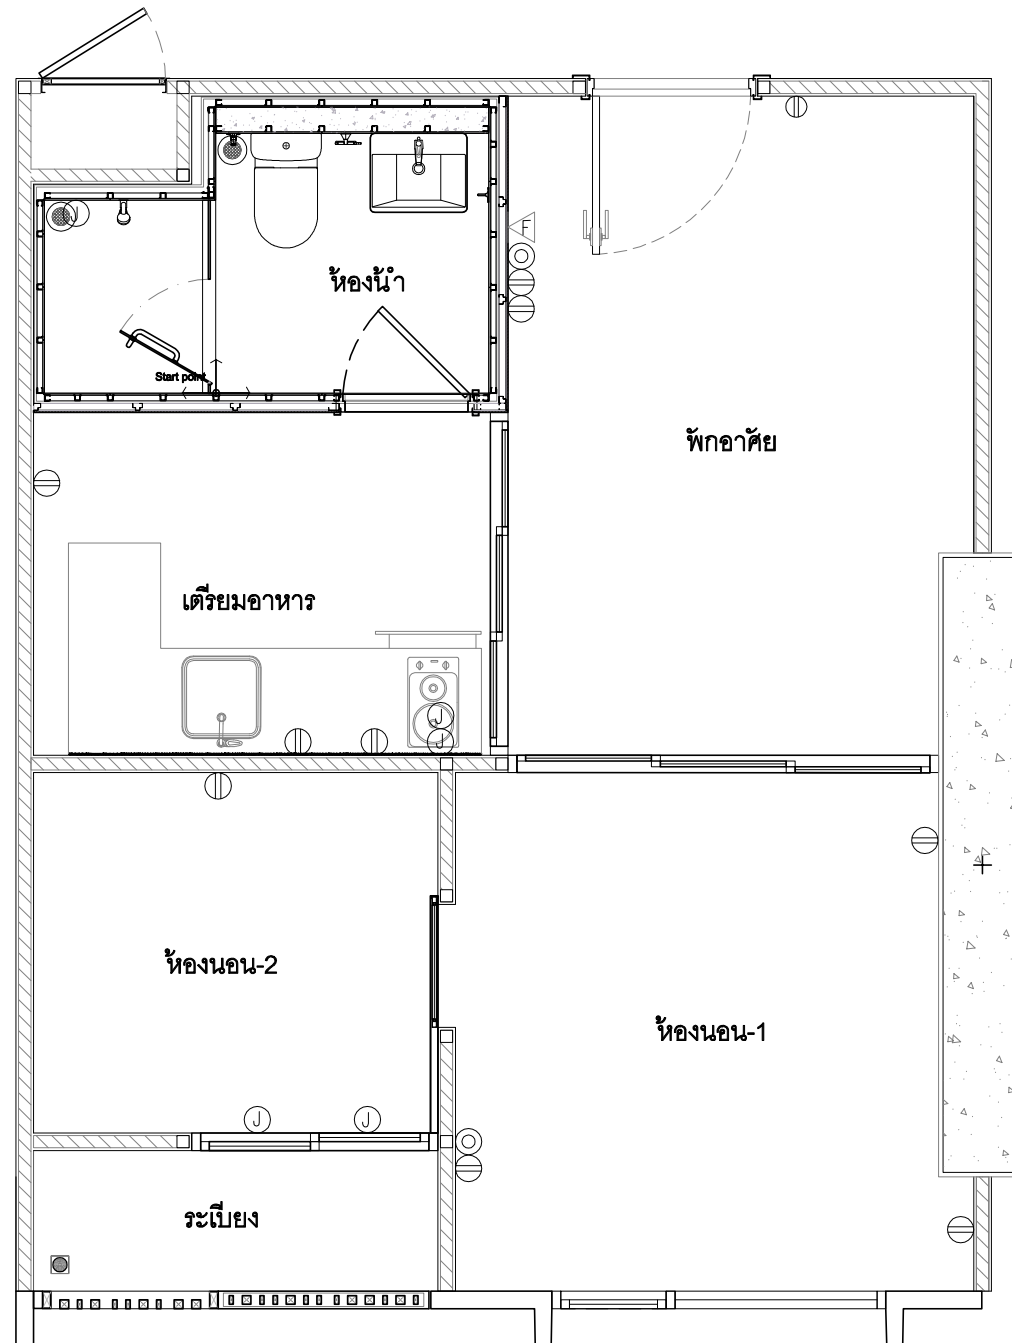 J
ห้องน้ำ
F
Start point
พักอาศัย
เตรียมอาหาร
J
J
ห้องนอน-2
ห้องนอน-1
J
J
ระเบียง